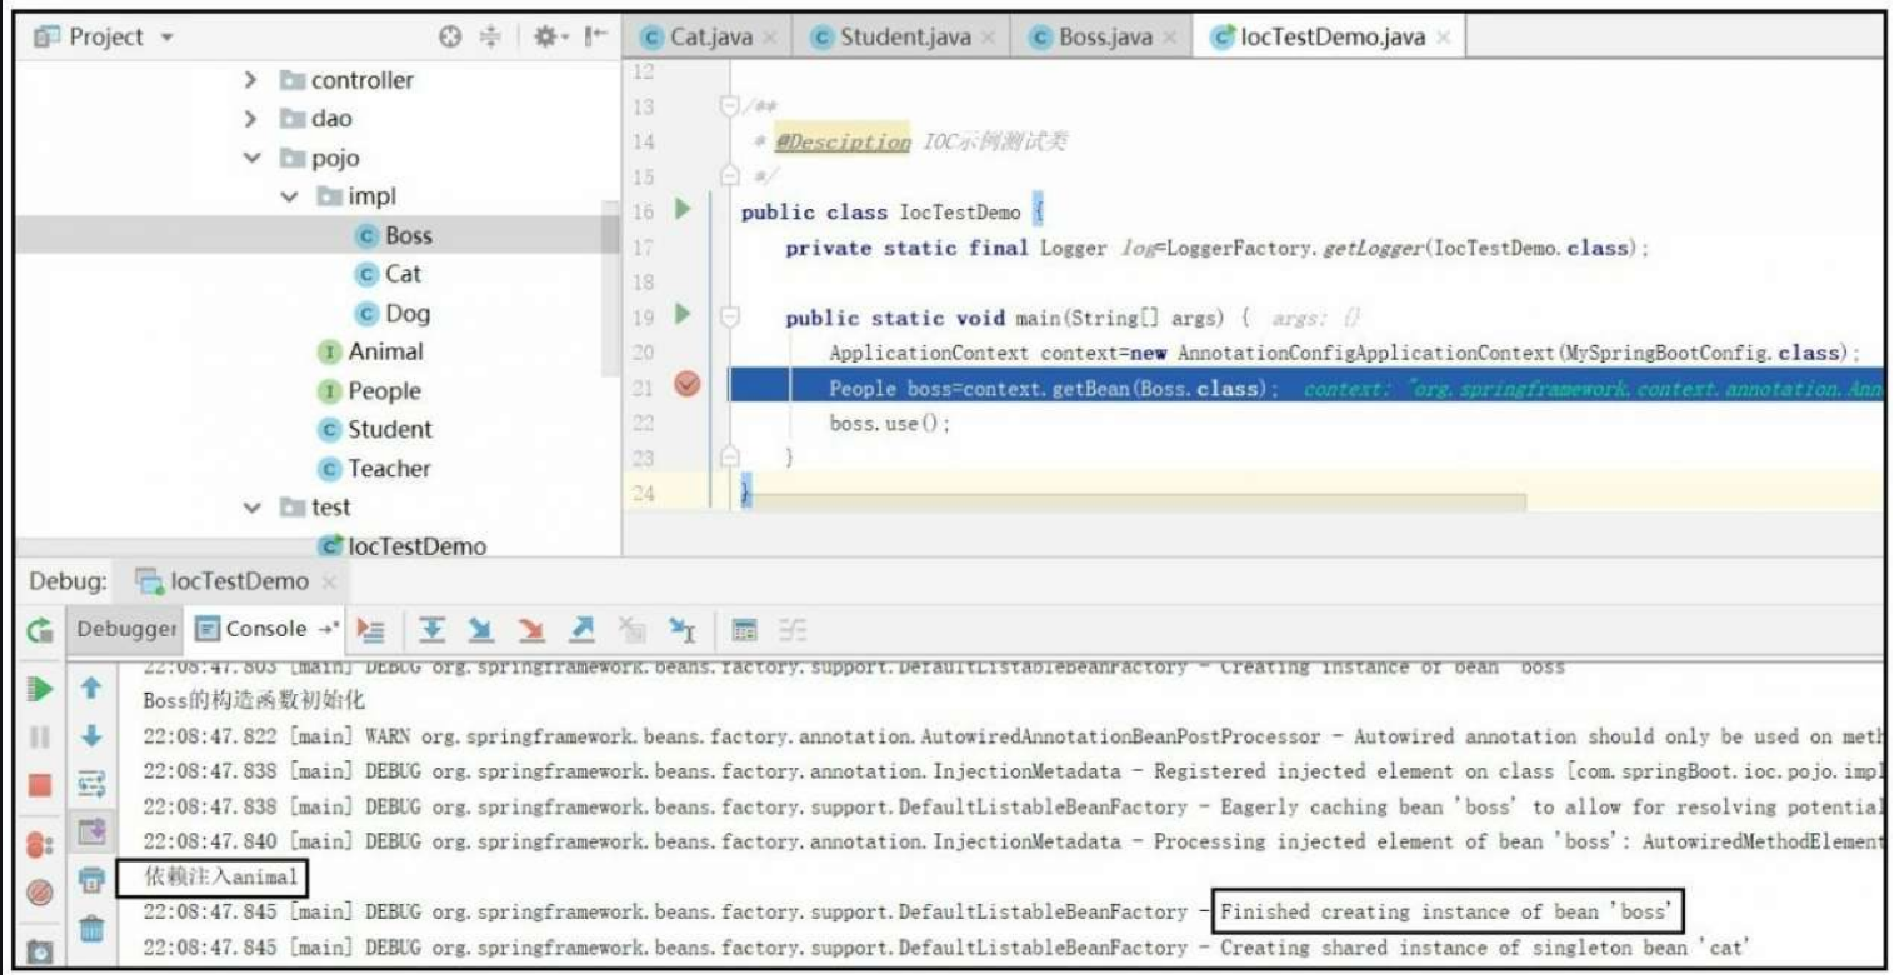 Project
Cat.java
Student.java
Boss.java
IocTestDemo.java
controller
dao
pojo
impl
Boss
Cat
Dog
Animal
People
Student
Teacher
test
IocTestDemo
12
13 /**
14 * @Desciption IOC示例测试类
15 */
16 public class IocTestDemo {
17 private static final Logger log=LoggerFactory.getLogger(IocTestDemo.class);
18
19 public static void main(String[] args) { args: {}
20 ApplicationContext context=new AnnotationConfigApplicationContext(MySpringBootConfig.class);
21 People boss=context.getBean(Boss.class); context: "org.springframework.context.annotation.Ann
22 boss.use();
23 }
24 }
Debug: IocTestDemo
Debugger Console
22:08:47.803 [main] DEBUG org.springframework.beans.factory.support.DefaultListableBeanFactory - Creating instance of bean 'boss'
Boss的构造函数初始化
22:08:47.822 [main] WARN org.springframework.beans.factory.annotation.AutowiredAnnotationBeanPostProcessor - Autowired annotation should only be used on meth
22:08:47.838 [main] DEBUG org.springframework.beans.factory.annotation.InjectionMetadata - Registered injected element on class [com.springBoot.ioc.pojo.impl
22:08:47.838 [main] DEBUG org.springframework.beans.factory.support.DefaultListableBeanFactory - Eagerly caching bean 'boss' to allow for resolving potential
22:08:47.840 [main] DEBUG org.springframework.beans.factory.annotation.InjectionMetadata - Processing injected element of bean 'boss': AutowiredMethodElement
依赖注入animal
22:08:47.845 [main] DEBUG org.springframework.beans.factory.support.DefaultListableBeanFactory - Finished creating instance of bean 'boss'
22:08:47.845 [main] DEBUG org.springframework.beans.factory.support.DefaultListableBeanFactory - Creating shared instance of singleton bean 'cat'